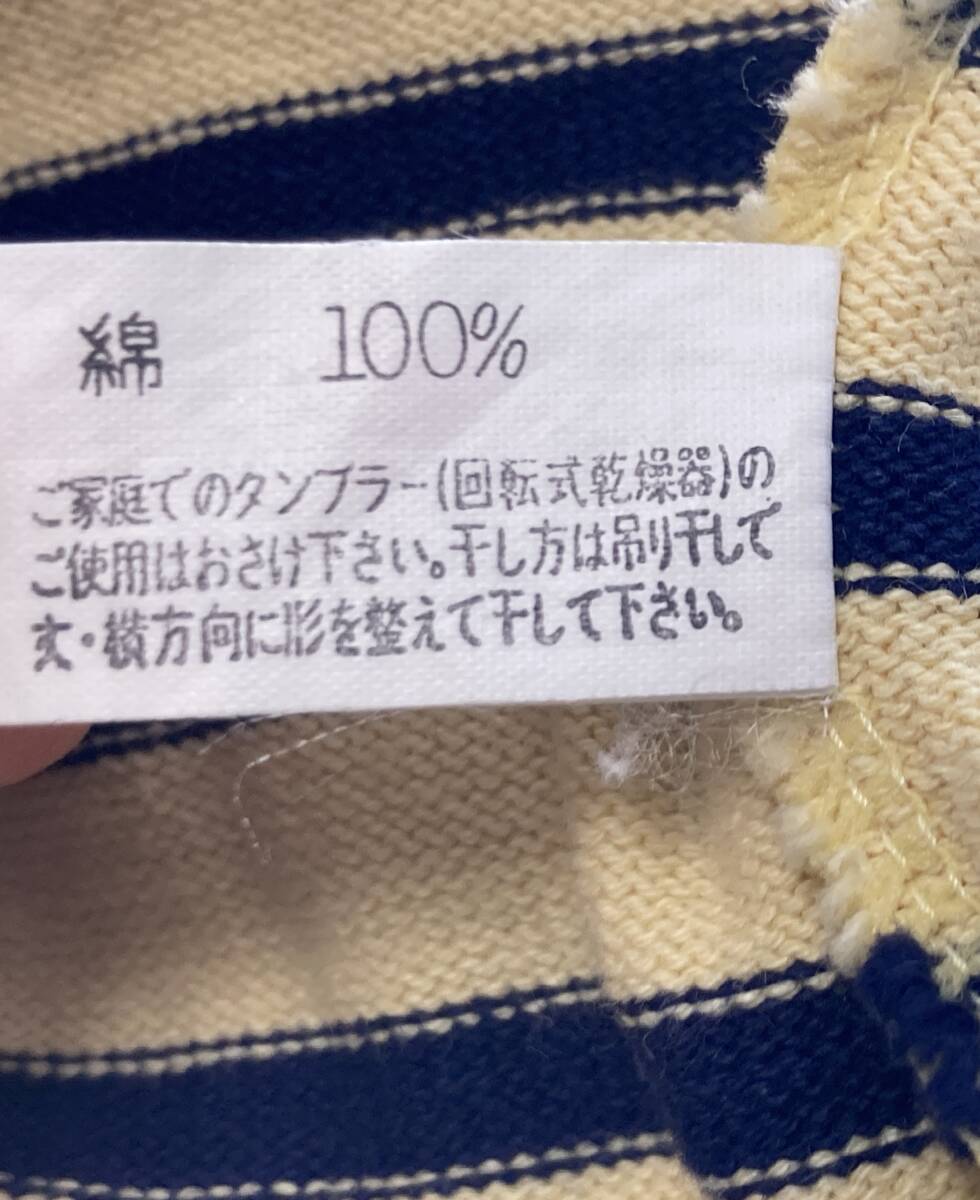 綿 100%
ご家庭でのタンブラー(回転式乾燥器)の
ご使用はおさけ下さい。干し方は吊り干しで
丈・横方向に形を整えて干して下さい。